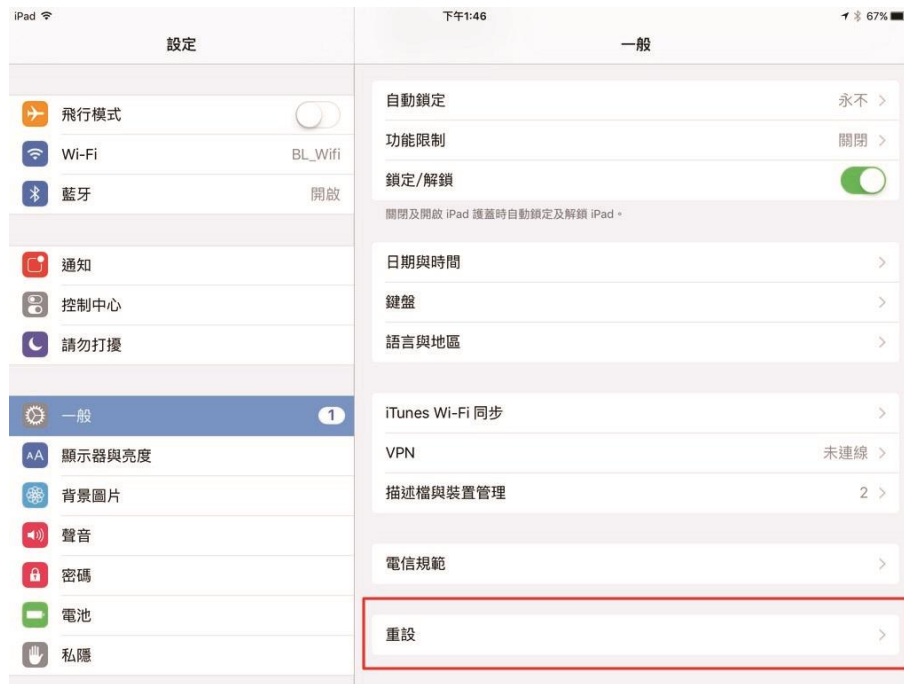 iPad 下午1:46 67%
設定
飛行模式
Wi-Fi BL_Wifi
藍牙 開啟
通知
控制中心
請勿打擾
一般 1
AA 顯示器與亮度
背景圖片
聲音
密碼
電池
私隱
一般
自動鎖定 永不
功能限制 關閉
鎖定/解鎖
關閉及開啟 iPad 護蓋時自動鎖定及解鎖 iPad。
日期與時間
鍵盤
語言與地區
iTunes Wi-Fi 同步
VPN 未連線
描述檔與裝置管理 2
電信規範
重設